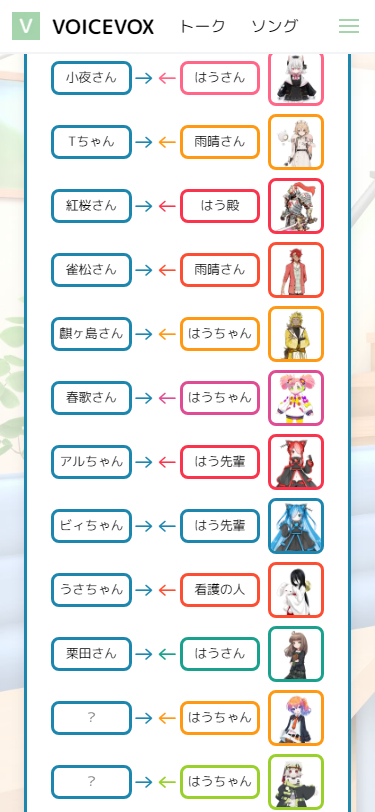 V VOICEVOX トーク ソング
小夜さん → ← はうさん
Tちゃん → ← 雨晴さん
紅桜さん → ← はう殿
雀松さん → ← 雨晴さん
麒ヶ島さん → ← はうちゃん
春歌さん → ← はうちゃん
アルちゃん → ← はう先輩
ビィちゃん → ← はう先輩
うさちゃん → ← 看護の人
栗田さん → ← はうさん
? → ← はうちゃん
? → ← はうちゃん